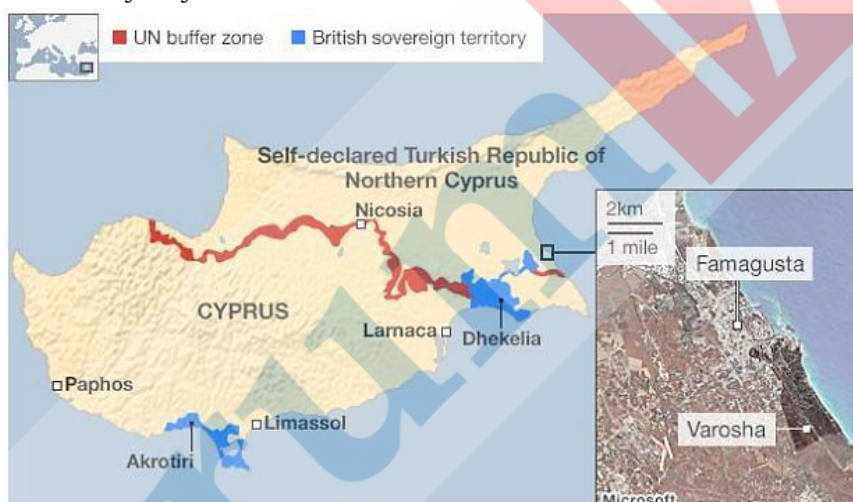 UN buffer zone
British sovereign territory
Self-declared Turkish Republic of
Northern Cyprus
Nicosia
2km
1 mile
Famagusta
CYPRUS
Larnaca
Dhekelia
Paphos
Limassol
Akrotiri
Varosha
Microsoft